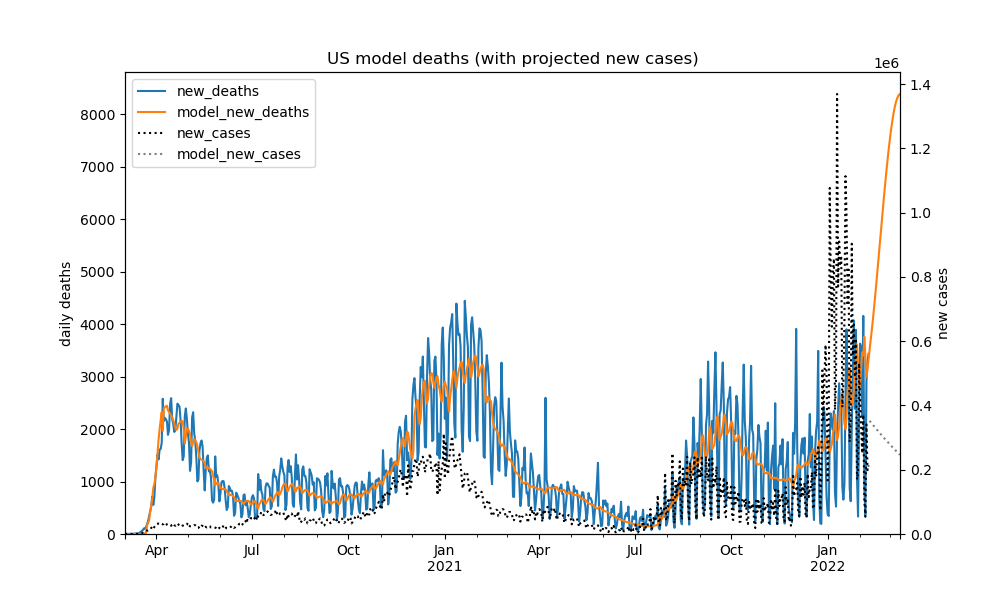 US model deaths (with projected new cases)
1e6
new_deaths
model_new_deaths
new_cases
model_new_cases
daily deaths
8000
7000
6000
5000
4000
3000
2000
1000
0
1.4
1.2
1.0
0.8
0.6
0.4
0.2
0.0
new cases
Apr Jul Oct Jan Apr Jul Oct Jan
2021 2022